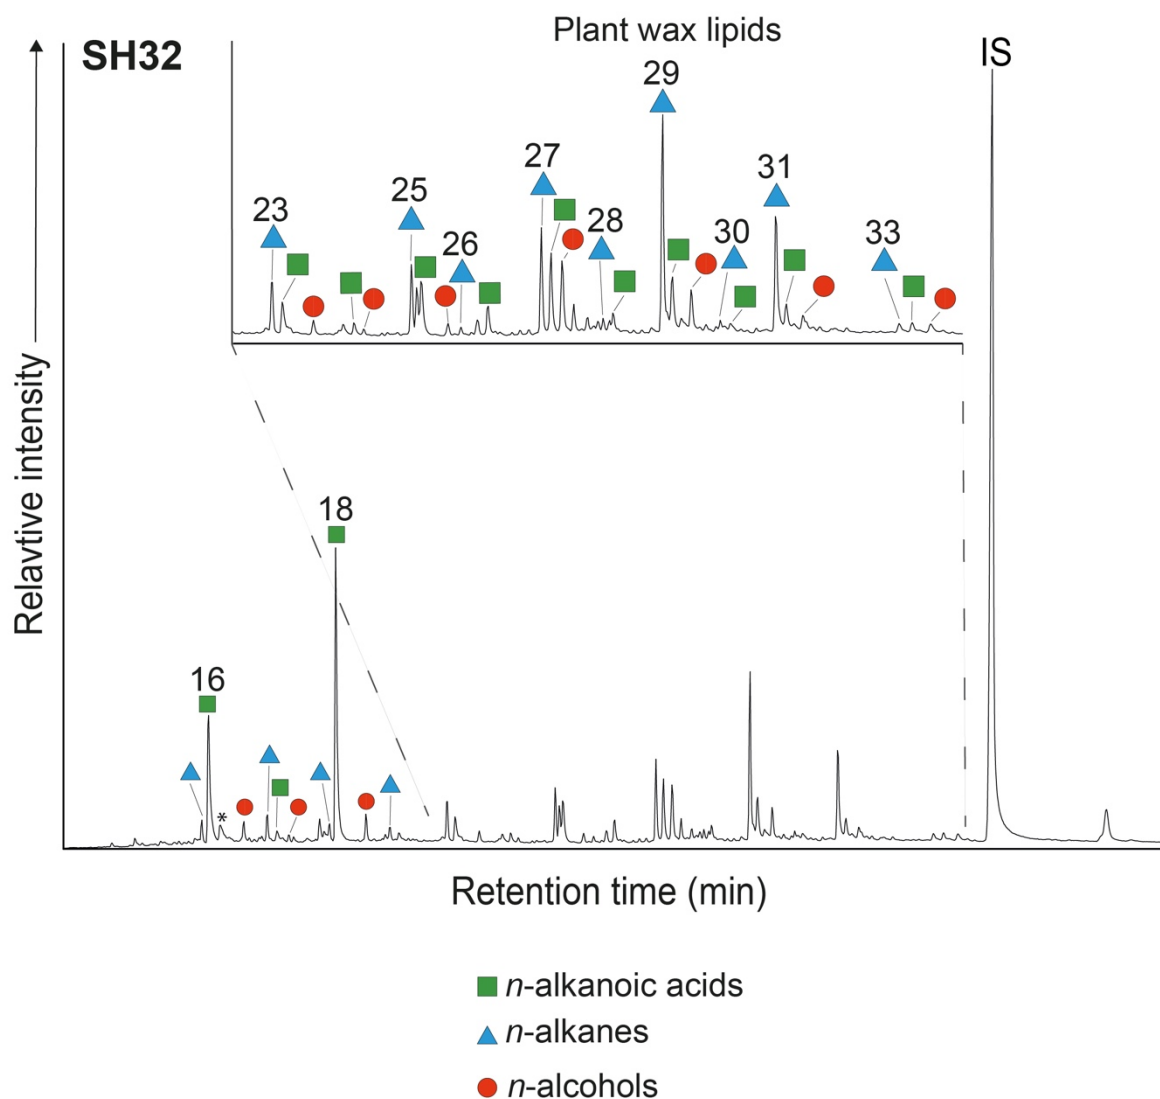 Plant wax lipids
SH32
IS
29
27
31
25
23
28
30
33
26
18
16
*
Relavtive intensity
Retention time (min)
n-alkanoic acids
n-alkanes
n-alcohols